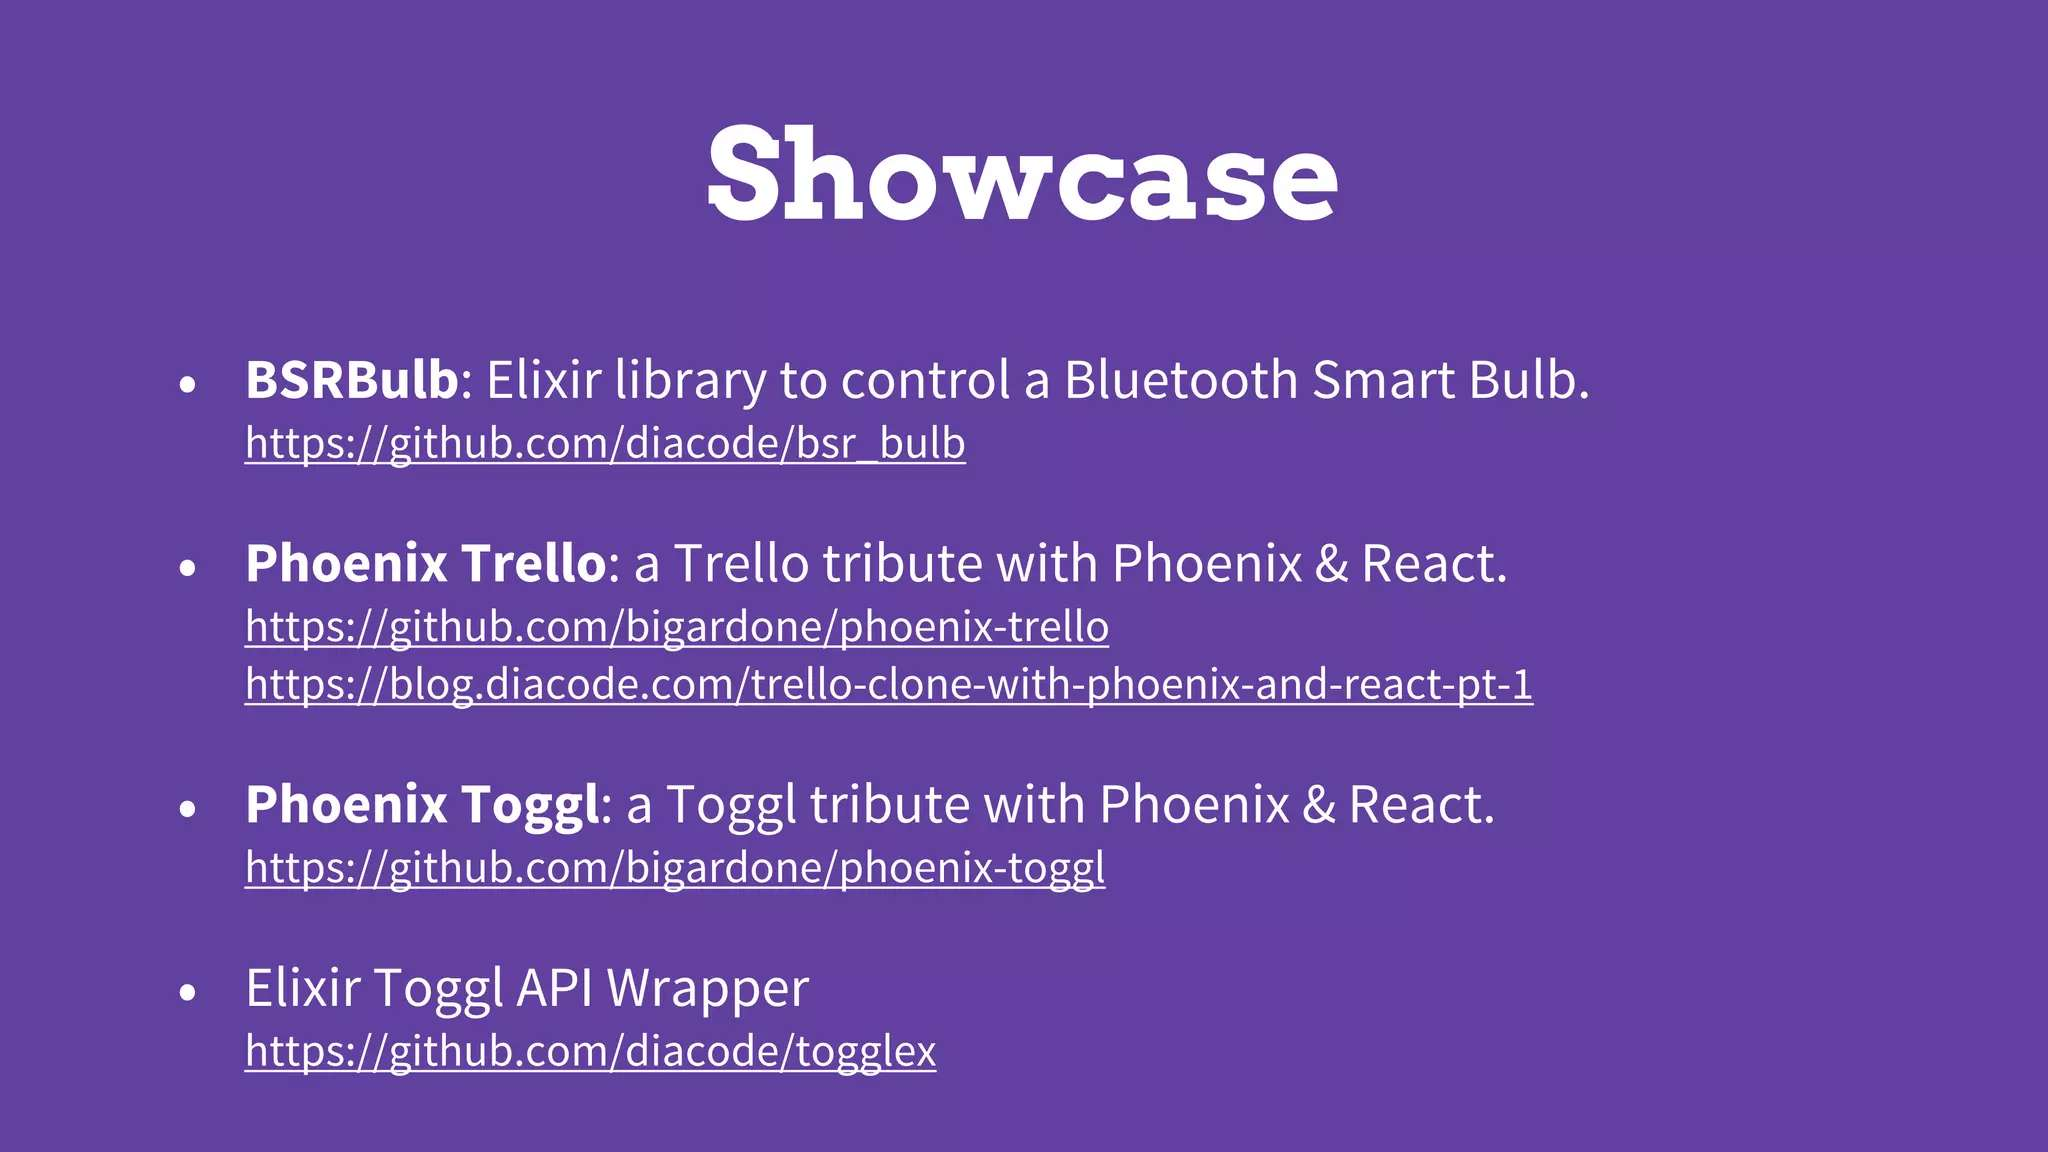 Showcase
• BSRBulb: Elixir library to control a Bluetooth Smart Bulb.
https://github.com/diacode/bsr_bulb
• Phoenix Trello: a Trello tribute with Phoenix & React.
https://github.com/bigardone/phoenix-trello
https://blog.diacode.com/trello-clone-with-phoenix-and-react-pt-1
• Phoenix Toggl: a Toggl tribute with Phoenix & React.
https://github.com/bigardone/phoenix-toggl
• Elixir Toggl API Wrapper
https://github.com/diacode/togglex